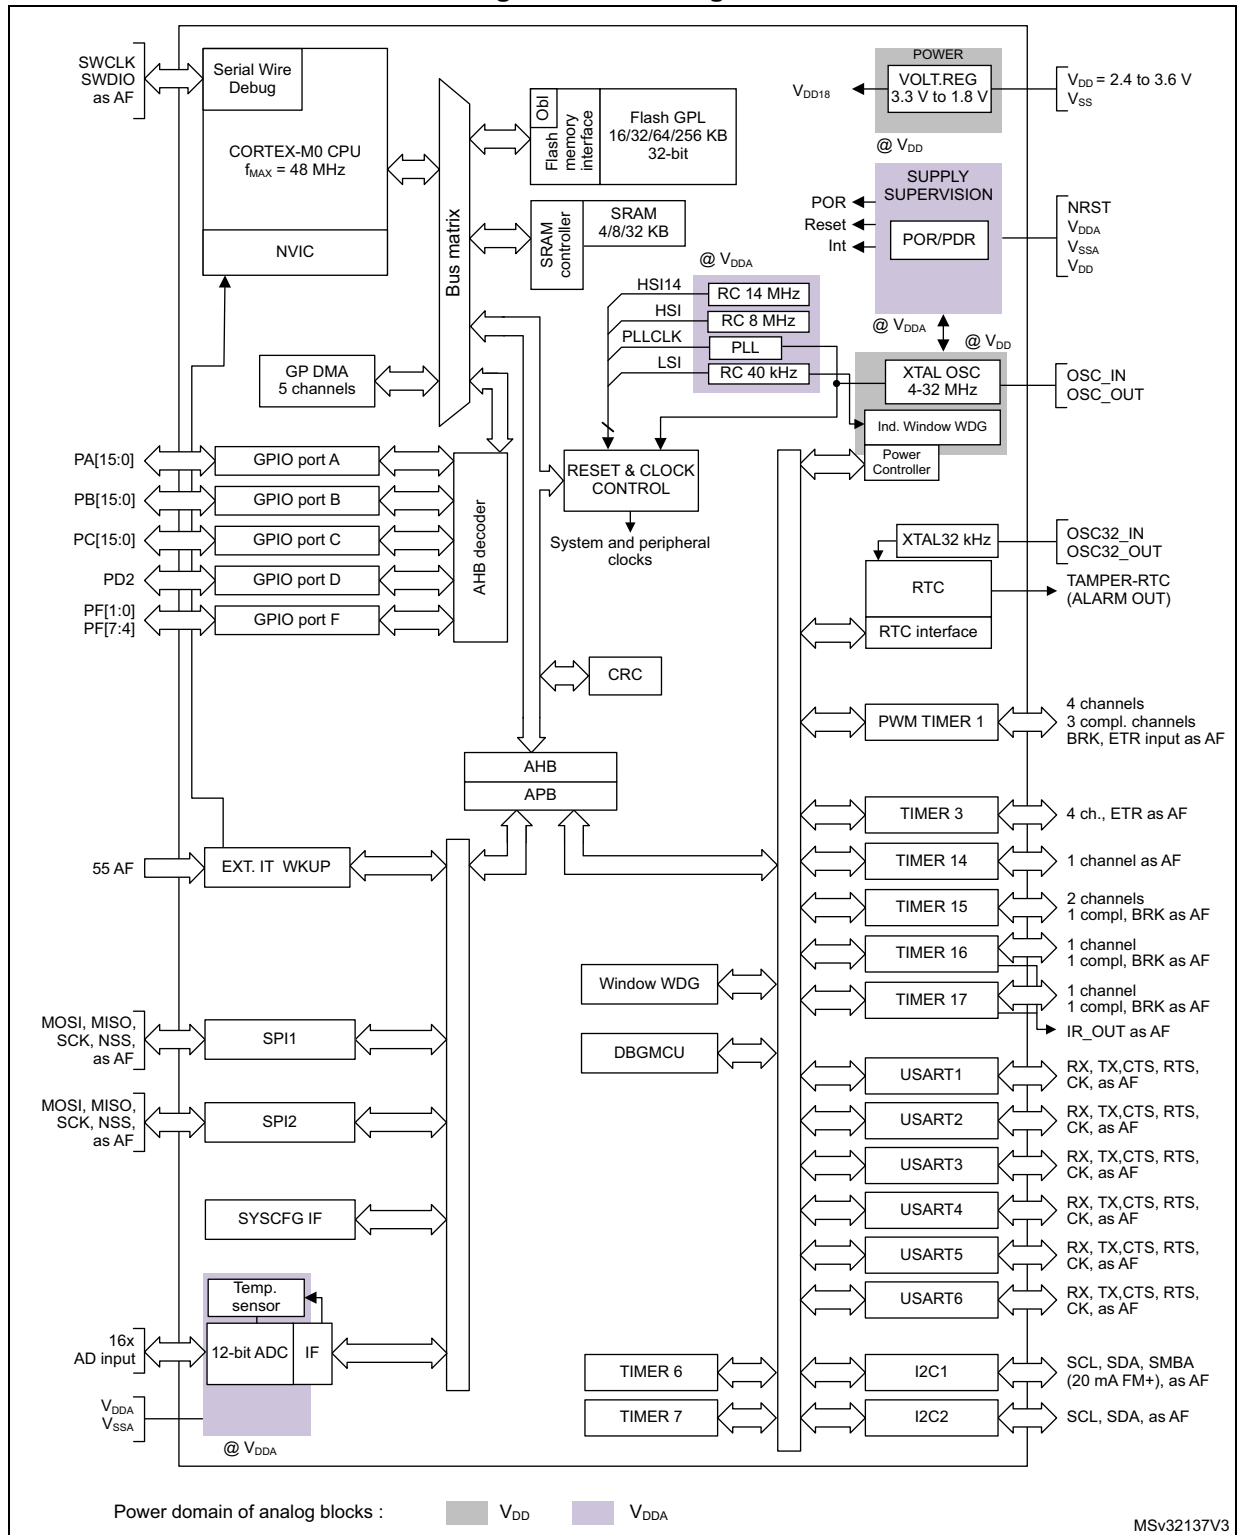 SWCLK
SWDIO
as AF
Serial Wire
Debug
CORTEX-M0 CPU
fMAX = 48 MHz
NVIC
Bus matrix
Obl
Flash
memory
interface
Flash GPL
16/32/64/256 KB
32-bit
SRAM
controller
SRAM
4/8/32 KB
POWER
VOLT.REG
3.3 V to 1.8 V
VDD18
VDD = 2.4 to 3.6 V
VSS
@ VDD
SUPPLY
SUPERVISION
POR/PDR
POR
Reset
Int
NRST
VDDA
VSSA
VDD
@ VDDA
HSI14
HSI
PLLCLK
LSI
RC 14 MHz
RC 8 MHz
PLL
RC 40 kHz
@ VDDA
@ VDD
XTAL OSC
4-32 MHz
OSC_IN
OSC_OUT
Ind. Window WDG
Power
Controller
GP DMA
5 channels
PA[15:0]
GPIO port A
PB[15:0]
GPIO port B
PC[15:0]
GPIO port C
PD2
GPIO port D
PF[1:0]
PF[7:4]
GPIO port F
AHB decoder
RESET & CLOCK
CONTROL
System and peripheral
clocks
XTAL32 kHz
OSC32_IN
OSC32_OUT
RTC
TAMPER-RTC
(ALARM OUT)
RTC interface
CRC
AHB
APB
PWM TIMER 1
4 channels
3 compl. channels
BRK, ETR input as AF
TIMER 3
4 ch., ETR as AF
55 AF
EXT. IT WKUP
TIMER 14
1 channel as AF
TIMER 15
2 channels
1 compl, BRK as AF
TIMER 16
1 channel
1 compl, BRK as AF
Window WDG
TIMER 17
1 channel
1 compl, BRK as AF
IR_OUT as AF
MOSI, MISO,
SCK, NSS,
as AF
SPI1
DBGMCU
USART1
RX, TX,CTS, RTS,
CK, as AF
MOSI, MISO,
SCK, NSS,
as AF
SPI2
USART2
RX, TX,CTS, RTS,
CK, as AF
USART3
RX, TX,CTS, RTS,
CK, as AF
SYSCFG IF
USART4
RX, TX,CTS, RTS,
CK, as AF
USART5
RX, TX,CTS, RTS,
CK, as AF
USART6
RX, TX,CTS, RTS,
CK, as AF
Temp.
sensor
16x
AD input
12-bit ADC
IF
VDDA
VSSA
@ VDDA
TIMER 6
I2C1
SCL, SDA, SMBA
(20 mA FM+), as AF
TIMER 7
I2C2
SCL, SDA, as AF
Power domain of analog blocks :
VDD
VDDA
MSv32137V3